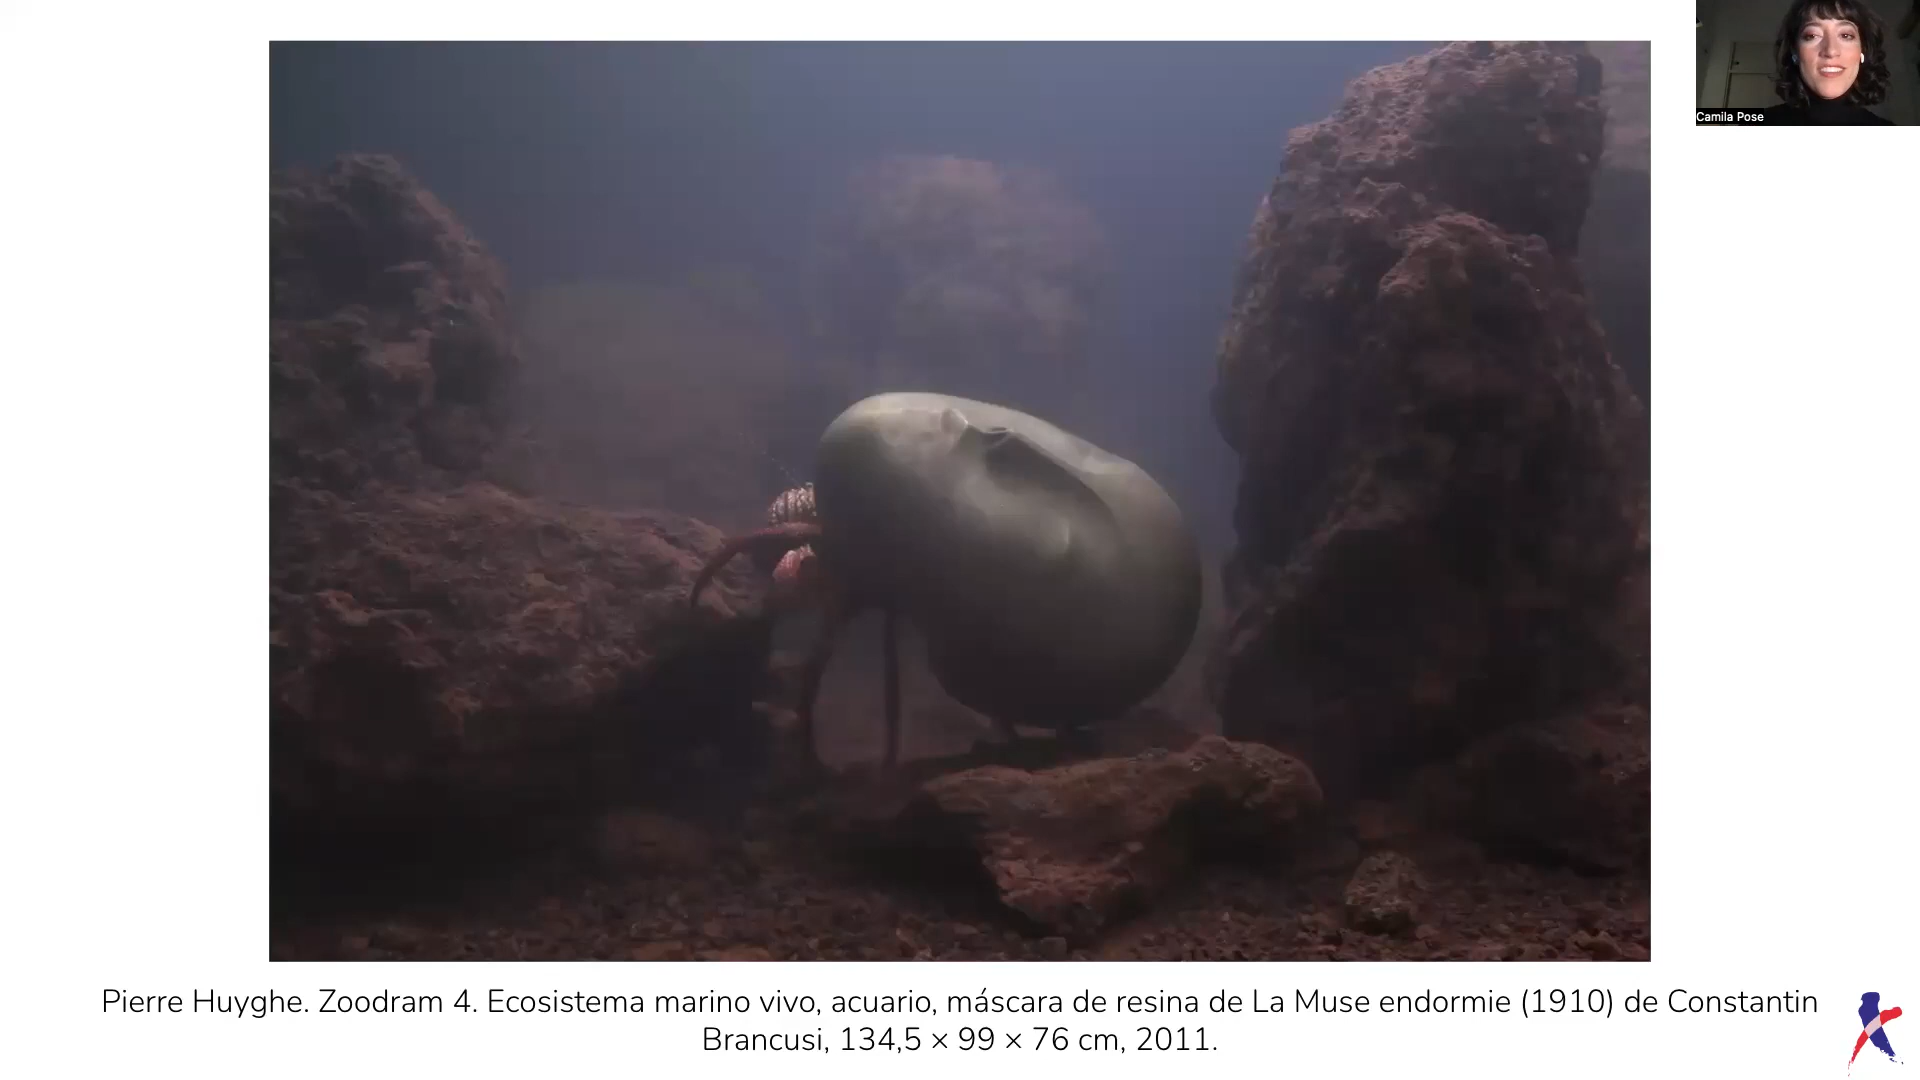 Camila Pose
Pierre Huyghe. Zoodram 4. Ecosistema marino vivo, acuario, máscara de resina de La Muse endormie (1910) de Constantin
Brancusi, 134,5 × 99 × 76 cm, 2011.